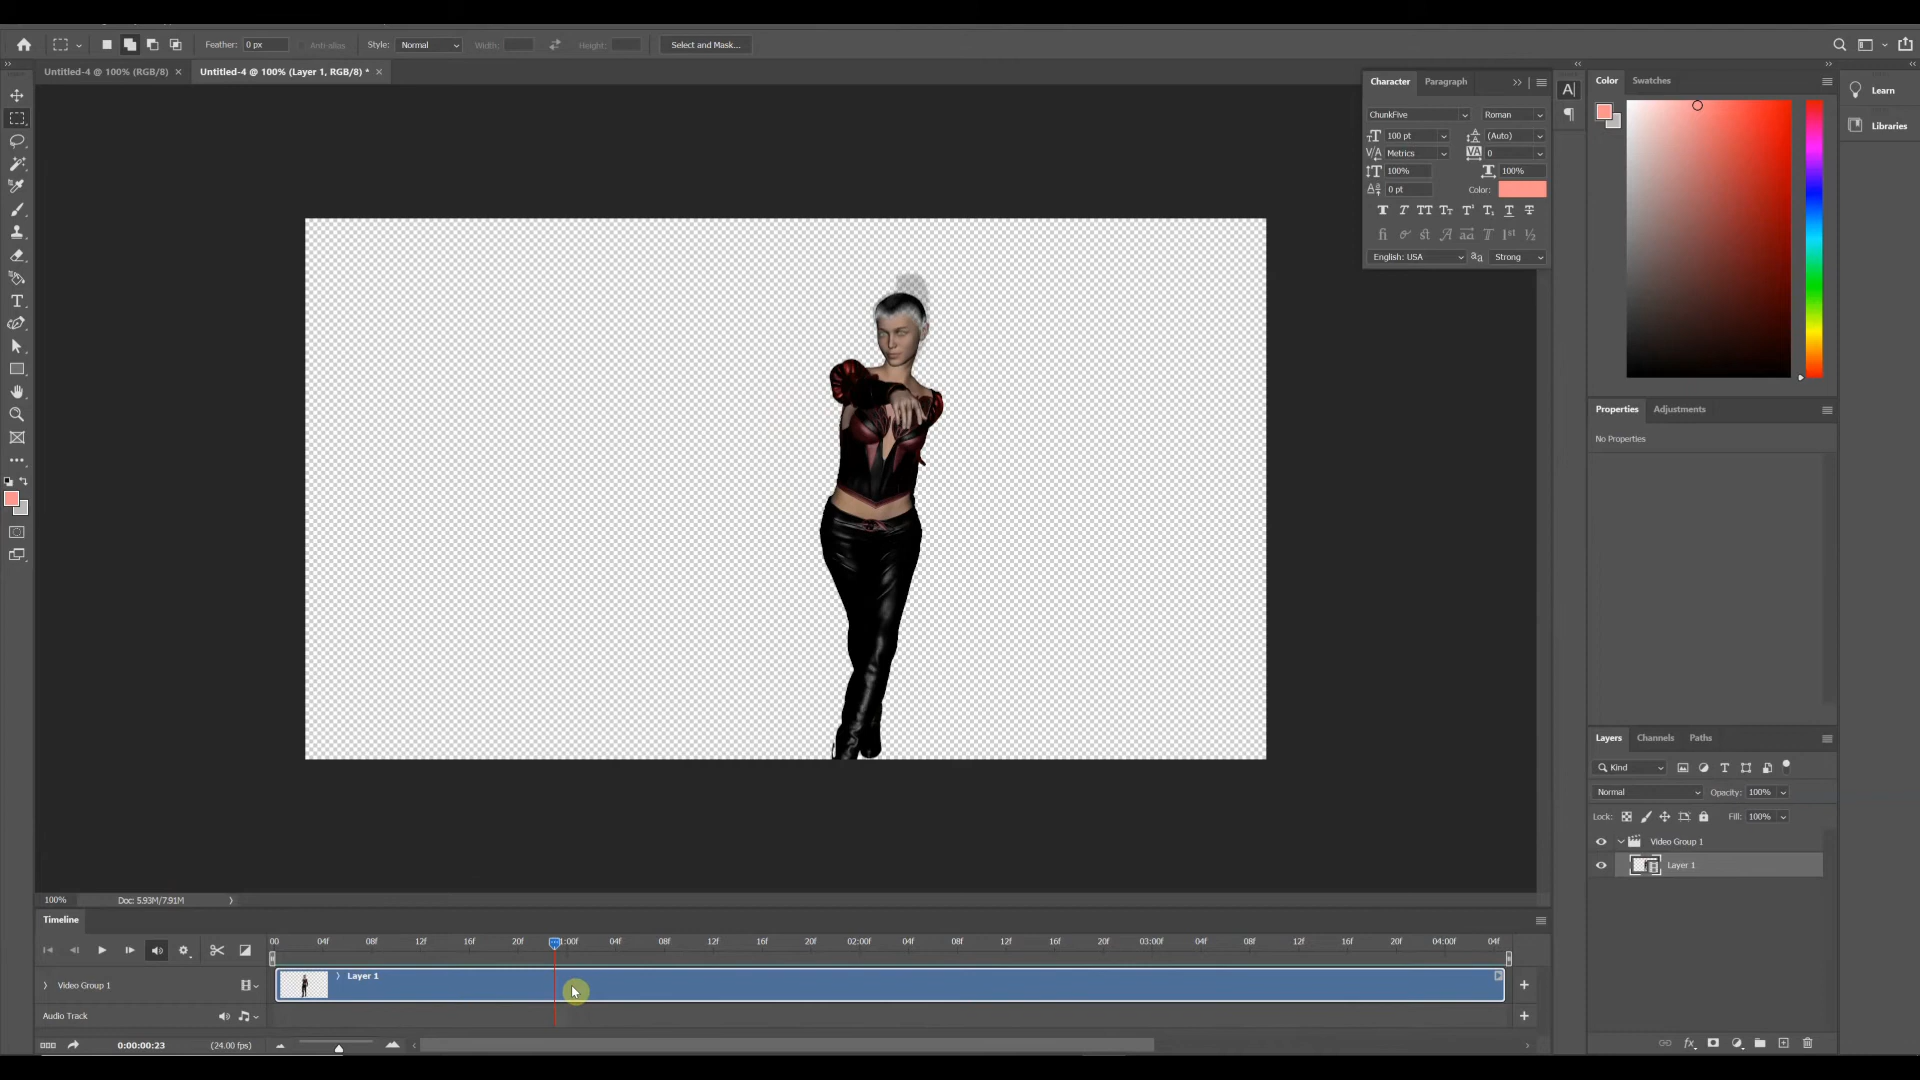 Feather: 0 px Anti-alias Style: Normal Width: Height: Select and Mask...
Untitled-4 @ 100% (RGB/8) × Untitled-4 @ 100% (Layer 1, RGB/8) * ×
Character Paragraph
ChunkFive Roman
100 pt (Auto)
Metrics 0
100% 100%
0 pt Color:
English: USA Strong
Color Swatches
Learn
Libraries
Properties Adjustments
No Properties
Layers Channels Paths
Kind
Normal Opacity: 100%
Lock: Fill: 100%
Video Group 1
Layer 1
100% Doc: 5.93M/7.91M
Timeline
00 04f 08f 12f 16f 20f 1:00f 04f 08f 12f 16f 20f 02:00f 04f 08f 12f 16f 20f 03:00f 04f 08f 12f 16f 20f 04:00f 04f
Layer 1
Video Group 1
Audio Track
0:00:00:23 (24.00 fps)